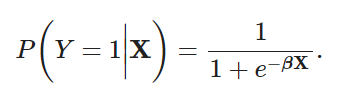 P(Y = 1|X) = 1 / (1 + e^{−βX}).